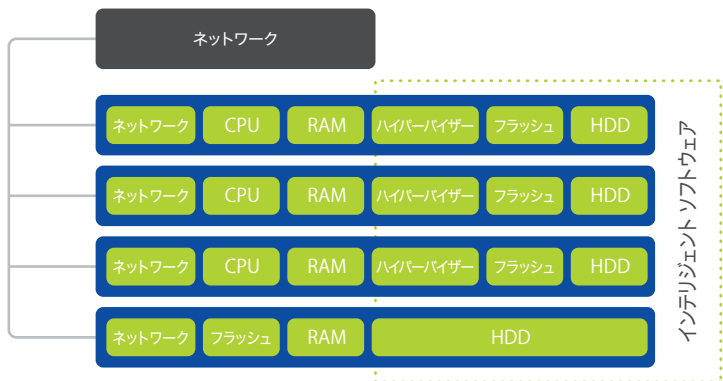 ネットワーク
ネットワーク CPU RAM ハイパーバイザー フラッシュ HDD
ネットワーク CPU RAM ハイパーバイザー フラッシュ HDD
ネットワーク CPU RAM ハイパーバイザー フラッシュ HDD
ネットワーク フラッシュ RAM HDD
インテリジェント ソフトウェア